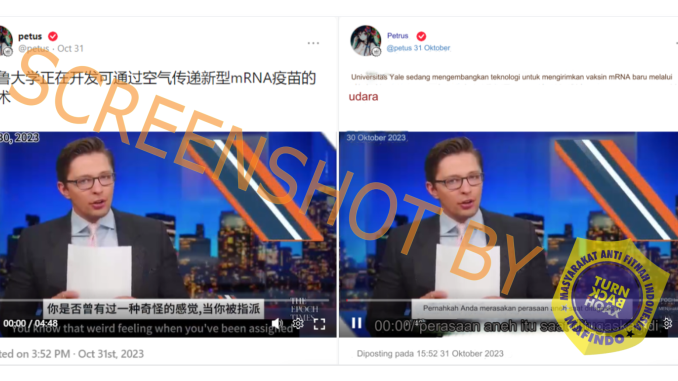 petus
@petus · Oct 31
鲁大学正在开发可通过空气传递新型mRNA疫苗的
术
30, 2023
你是否曾有过一种奇怪的感觉,当你被指派
THE EPOCH TIMES
00:00 / 04:48
You know that weird feeling when you've been assigned
ted on 3:52 PM · Oct 31st, 2023
Petrus
@petus 31 Oktober
Universitas Yale sedang mengembangkan teknologi untuk mengirimkan vaksin mRNA baru melalui
udara
30 Oktober 2023
Pernahkah Anda merasakan perasaan aneh saat
00:00 perasaan aneh itu saat
Diposting pada 15:52 31 Oktober 2023
SCREENSHOT BY
MASYARAKAT ANTI FITNAH INDONESIA
TURN
BACK
HOAX
MAFINDO